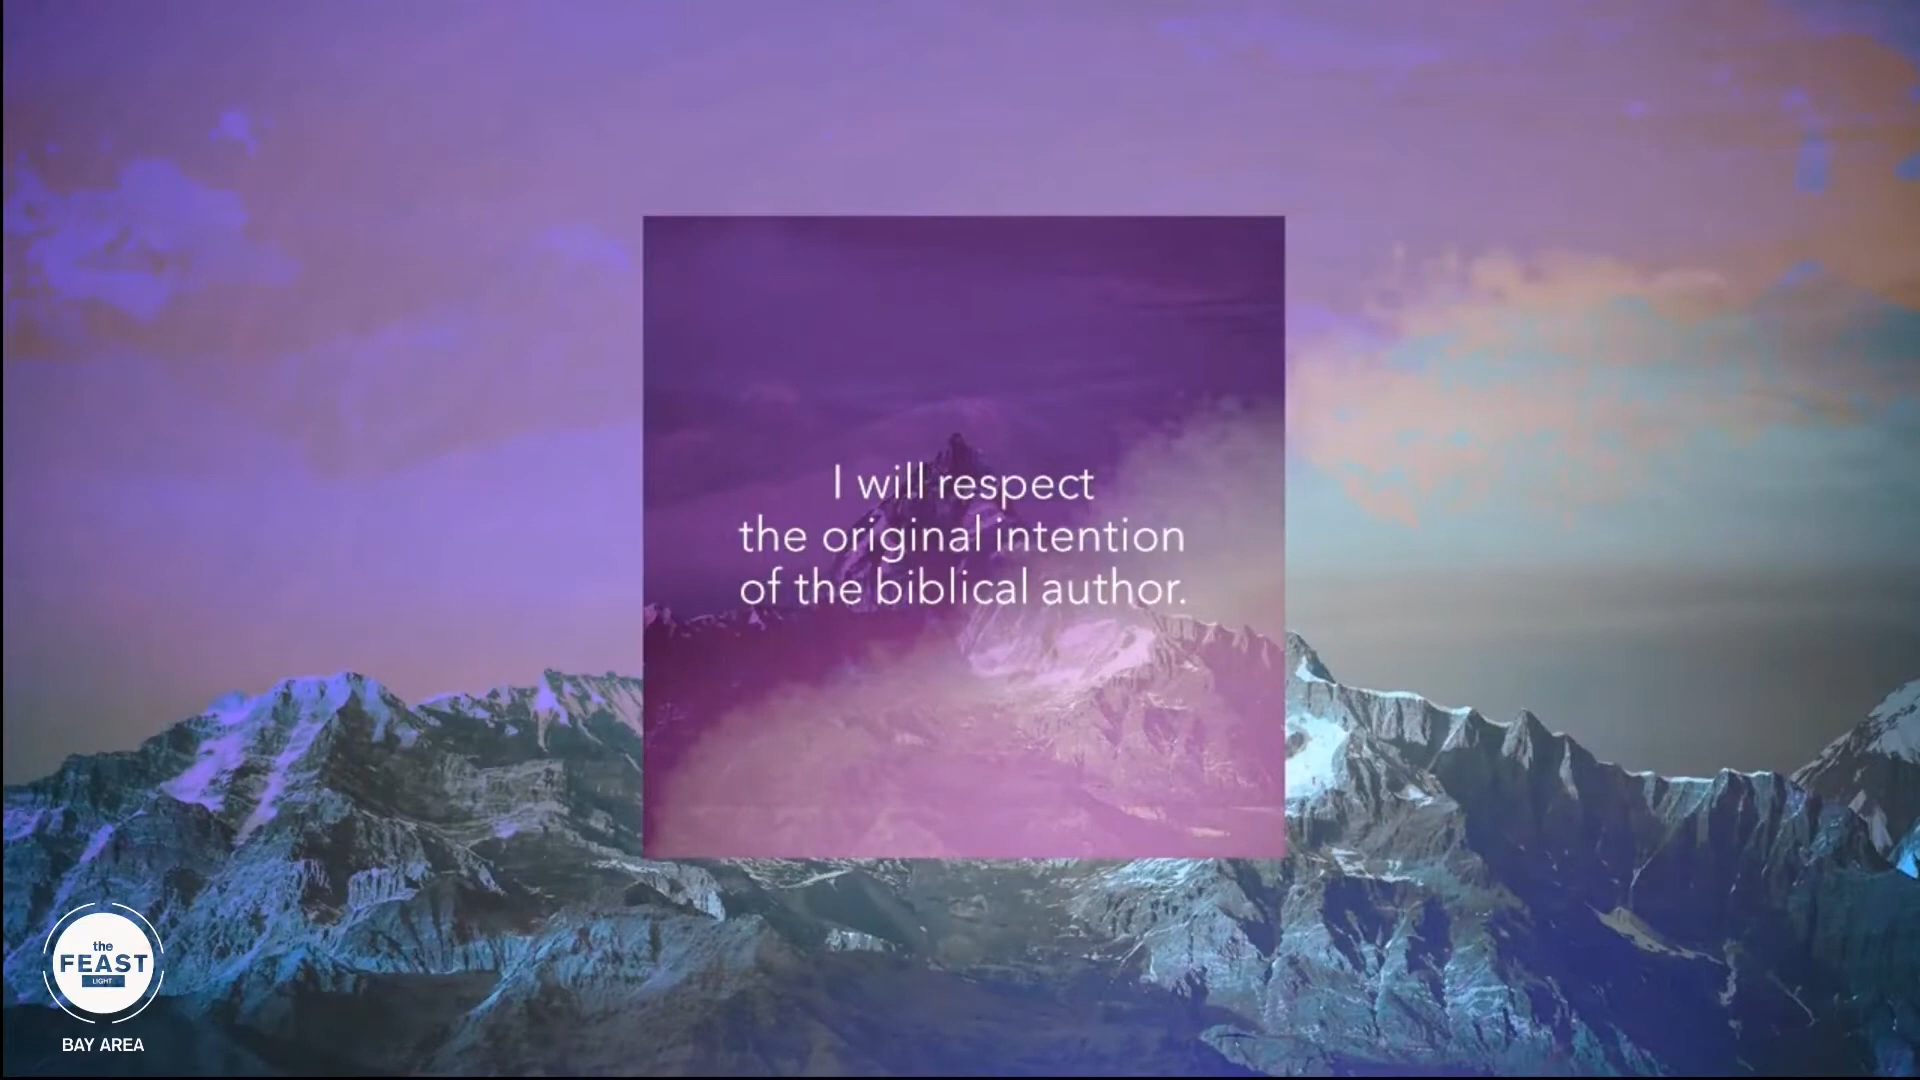 I will respect
the original intention
of the biblical author.
the
FEAST
LIGHT
BAY AREA